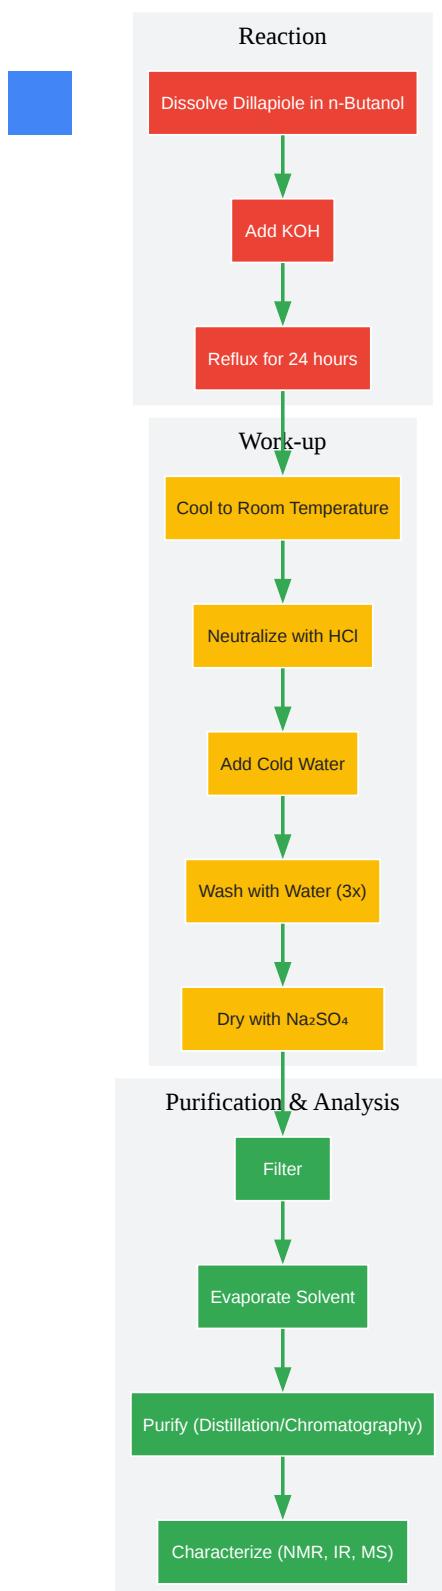 Reaction
Dissolve Dillapiole in n-Butanol
Add KOH
Reflux for 24 hours
Work-up
Cool to Room Temperature
Neutralize with HCl
Add Cold Water
Wash with Water (3x)
Dry with Na₂SO₄
Purification & Analysis
Filter
Evaporate Solvent
Purify (Distillation/Chromatography)
Characterize (NMR, IR, MS)